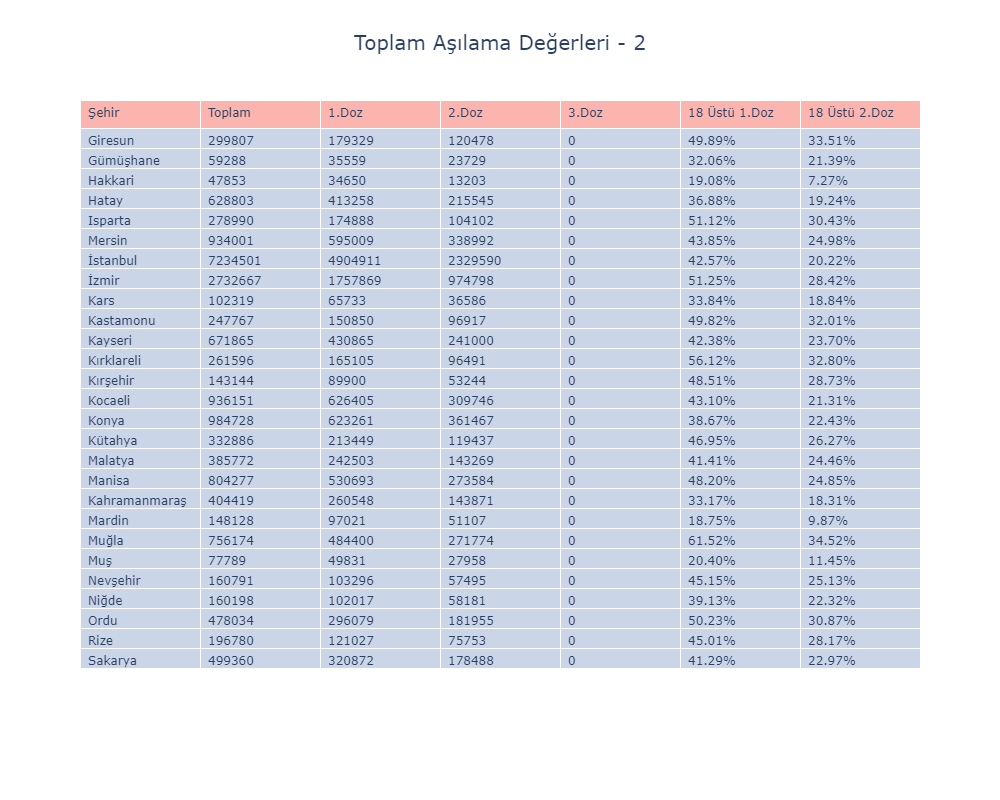 Toplam Aşılama Değerleri - 2
Şehir Toplam 1.Doz 2.Doz 3.Doz 18 Üstü 1.Doz 18 Üstü 2.Doz
Giresun 299807 179329 120478 0 49.89% 33.51%
Gümüşhane 59288 35559 23729 0 32.06% 21.39%
Hakkari 47853 34650 13203 0 19.08% 7.27%
Hatay 628803 413258 215545 0 36.88% 19.24%
Isparta 278990 174888 104102 0 51.12% 30.43%
Mersin 934001 595009 338992 0 43.85% 24.98%
İstanbul 7234501 4904911 2329590 0 42.57% 20.22%
İzmir 2732667 1757869 974798 0 51.25% 28.42%
Kars 102319 65733 36586 0 33.84% 18.84%
Kastamonu 247767 150850 96917 0 49.82% 32.01%
Kayseri 671865 430865 241000 0 42.38% 23.70%
Kırklareli 261596 165105 96491 0 56.12% 32.80%
Kırşehir 143144 89900 53244 0 48.51% 28.73%
Kocaeli 936151 626405 309746 0 43.10% 21.31%
Konya 984728 623261 361467 0 38.67% 22.43%
Kütahya 332886 213449 119437 0 46.95% 26.27%
Malatya 385772 242503 143269 0 41.41% 24.46%
Manisa 804277 530693 273584 0 48.20% 24.85%
Kahramanmaraş 404419 260548 143871 0 33.17% 18.31%
Mardin 148128 97021 51107 0 18.75% 9.87%
Muğla 756174 484400 271774 0 61.52% 34.52%
Muş 77789 49831 27958 0 20.40% 11.45%
Nevşehir 160791 103296 57495 0 45.15% 25.13%
Niğde 160198 102017 58181 0 39.13% 22.32%
Ordu 478034 296079 181955 0 50.23% 30.87%
Rize 196780 121027 75753 0 45.01% 28.17%
Sakarya 499360 320872 178488 0 41.29% 22.97%